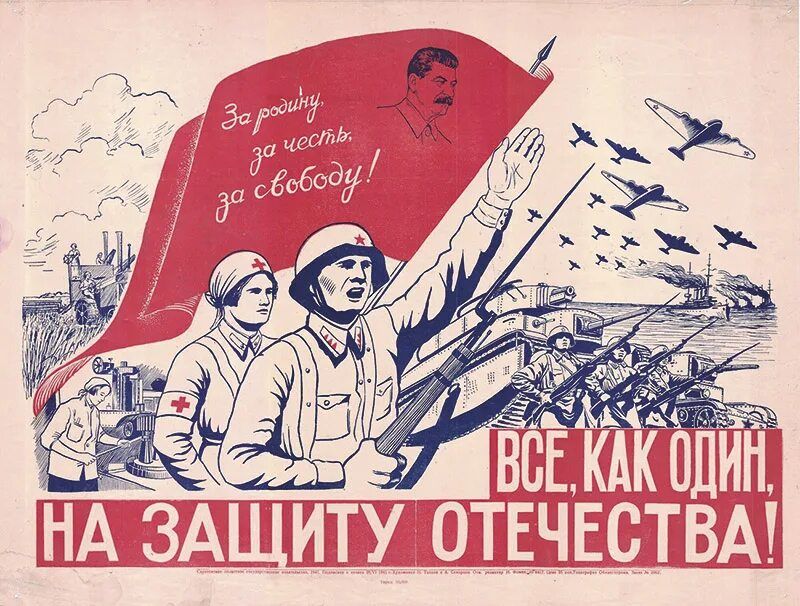 За родину,
за честь,
за свободу!
ВСЕ, КАК ОДИН,
НА ЗАЩИТУ ОТЕЧЕСТВА!